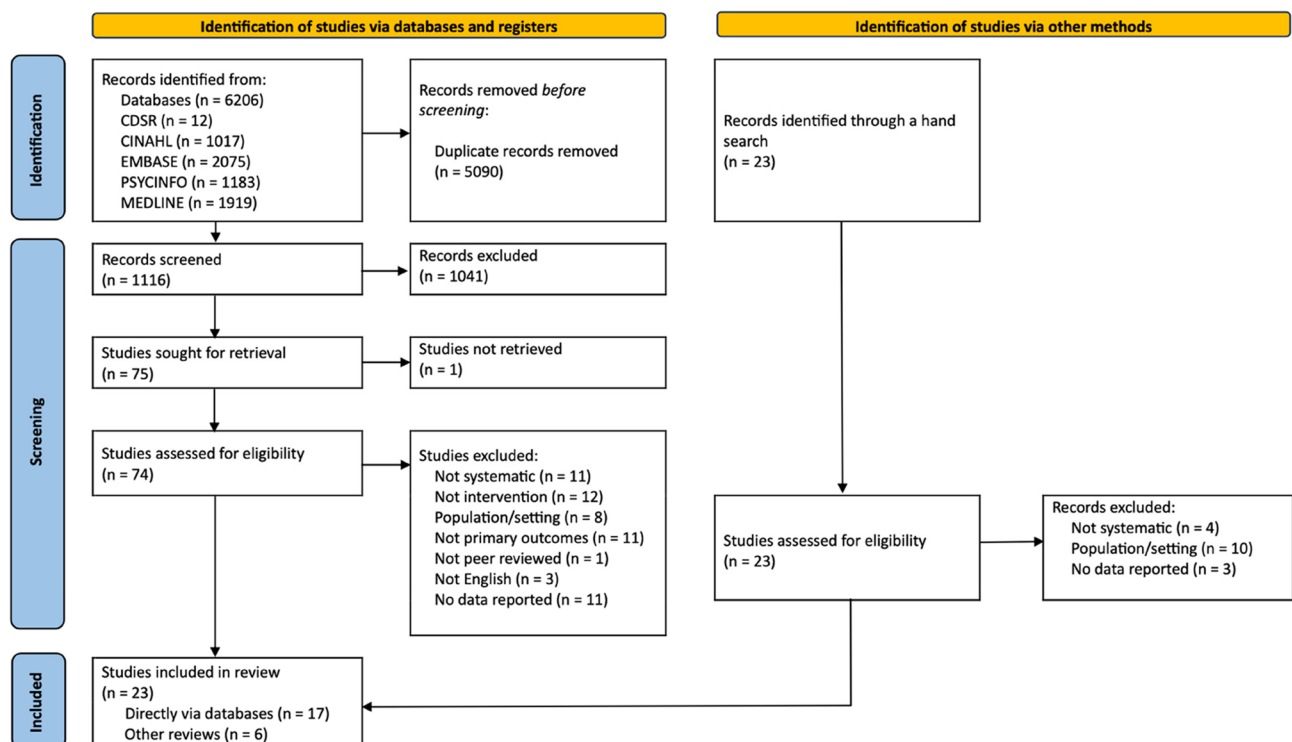 Identification of studies via databases and registers
Identification of studies via other methods
Identification
Records identified from:
Databases (n = 6206)
CDSR (n = 12)
CINAHL (n = 1017)
EMBASE (n = 2075)
PSYCINFO (n = 1183)
MEDLINE (n = 1919)
Records removed before
screening:
Duplicate records removed
(n = 5090)
Records identified through a hand
search
(n = 23)
Screening
Records screened
(n = 1116)
Records excluded
(n = 1041)
Studies sought for retrieval
(n = 75)
Studies not retrieved
(n = 1)
Studies assessed for eligibility
(n = 74)
Studies excluded:
Not systematic (n = 11)
Not intervention (n = 12)
Population/setting (n = 8)
Not primary outcomes (n = 11)
Not peer reviewed (n = 1)
Not English (n = 3)
No data reported (n = 11)
Studies assessed for eligibility
(n = 23)
Records excluded:
Not systematic (n = 4)
Population/setting (n = 10)
No data reported (n = 3)
Included
Studies included in review
(n = 23)
Directly via databases (n = 17)
Other reviews (n = 6)